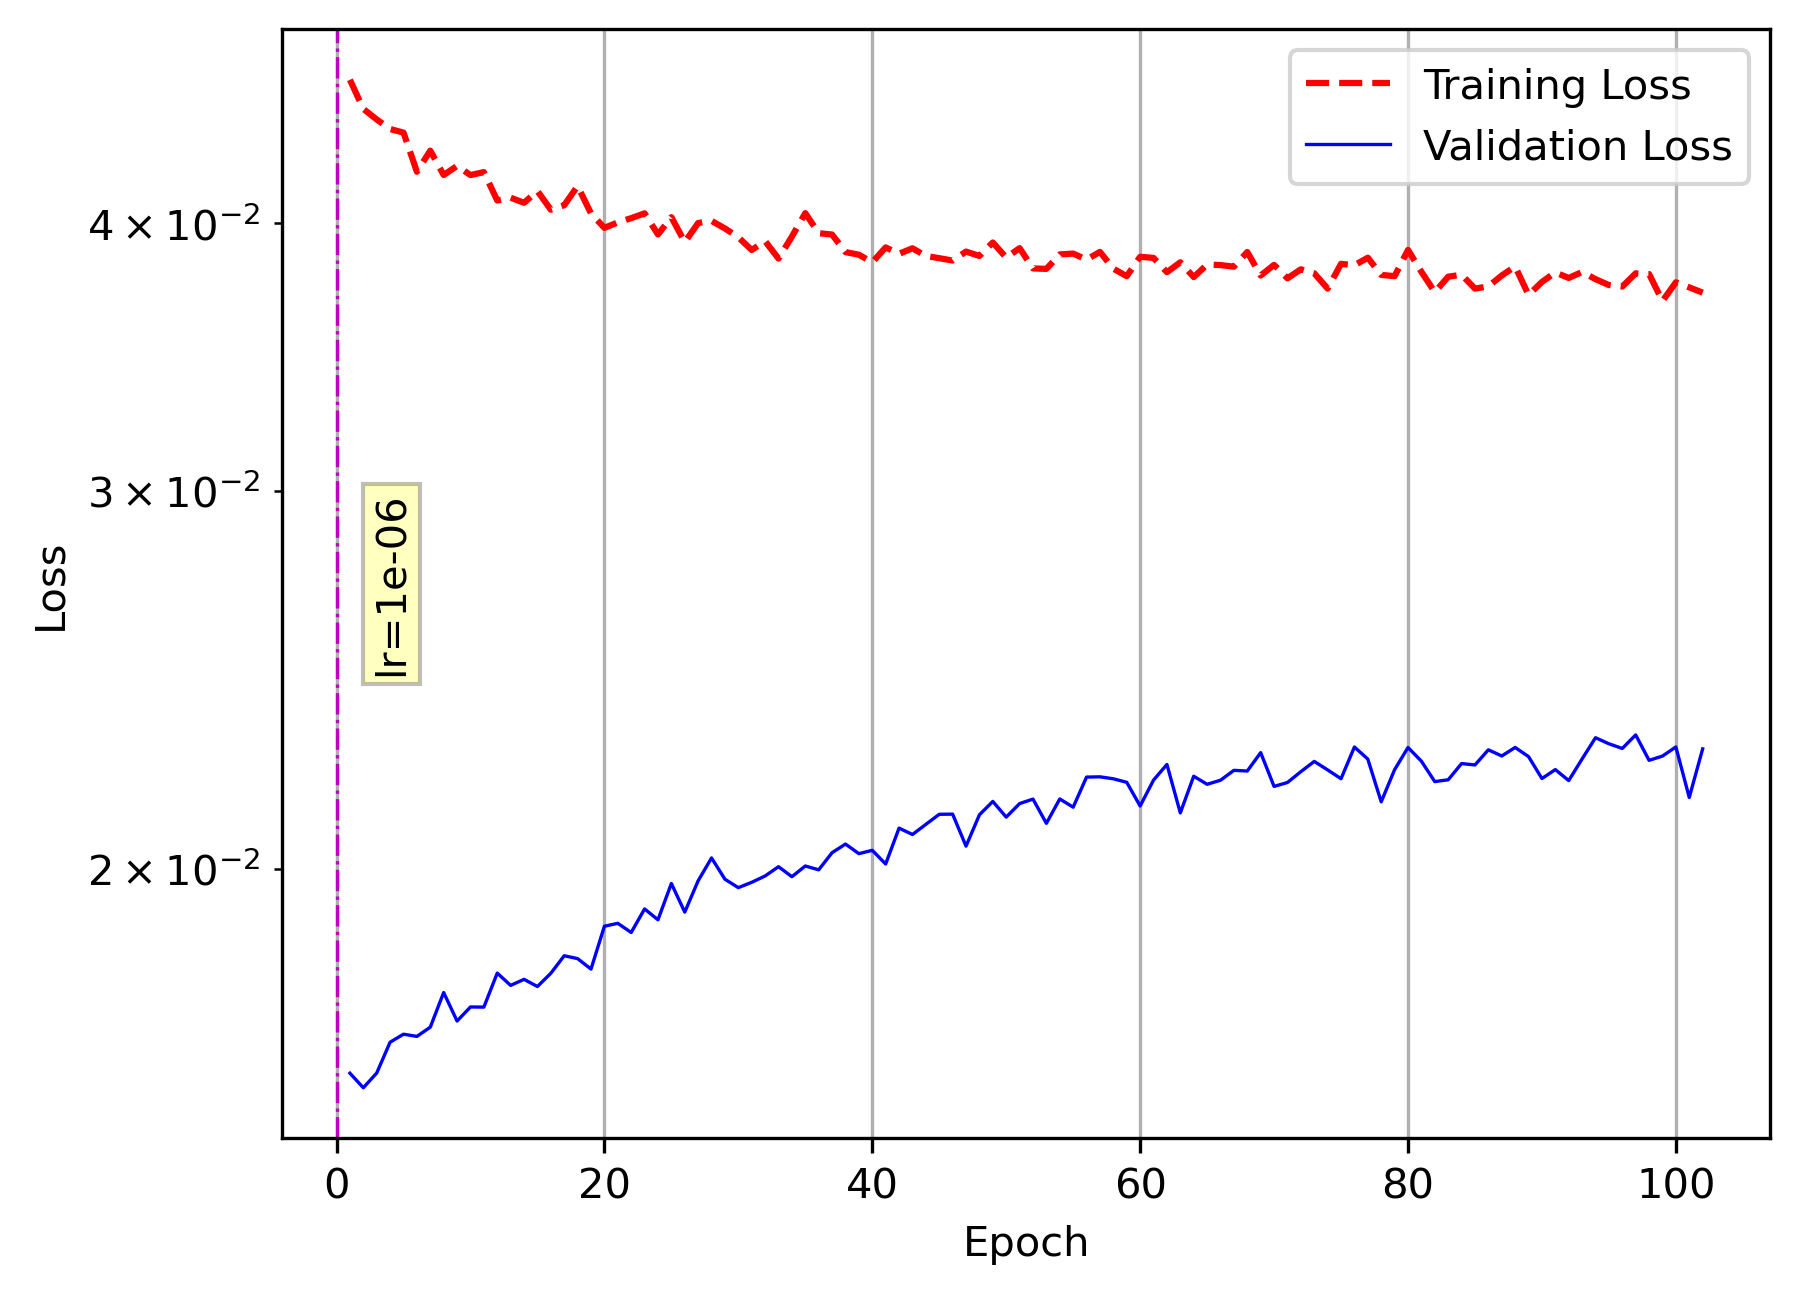 Training Loss
Validation Loss
4 × 10⁻²
3 × 10⁻²
2 × 10⁻²
Loss
lr=1e-06
0 20 40 60 80 100
Epoch